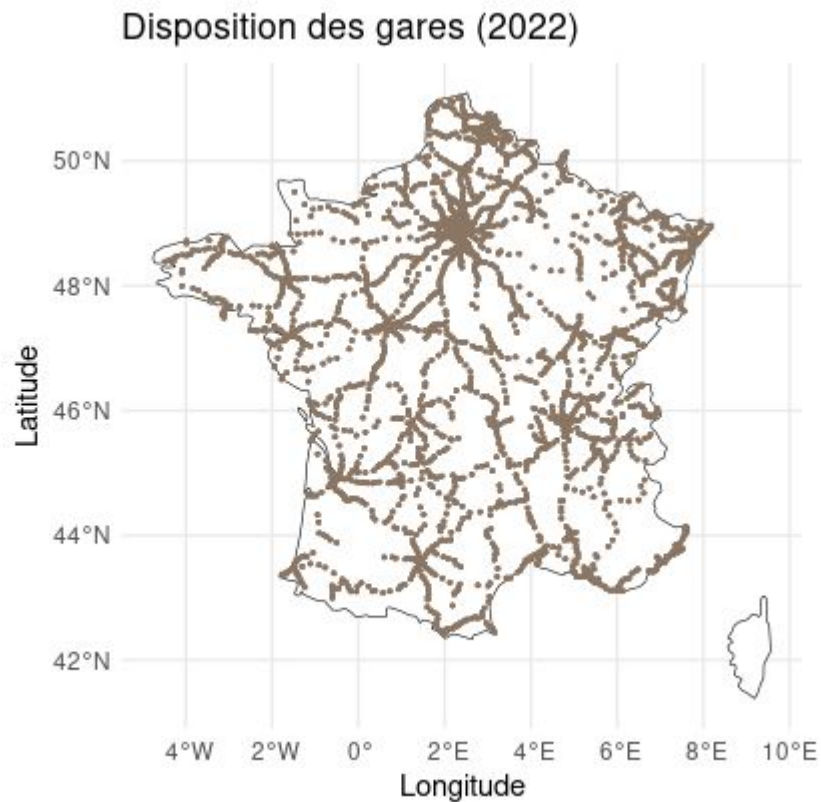 Disposition des gares (2022)
50°N
48°N
46°N
44°N
42°N
Latitude
4°W 2°W 0° 2°E 4°E 6°E 8°E 10°E
Longitude